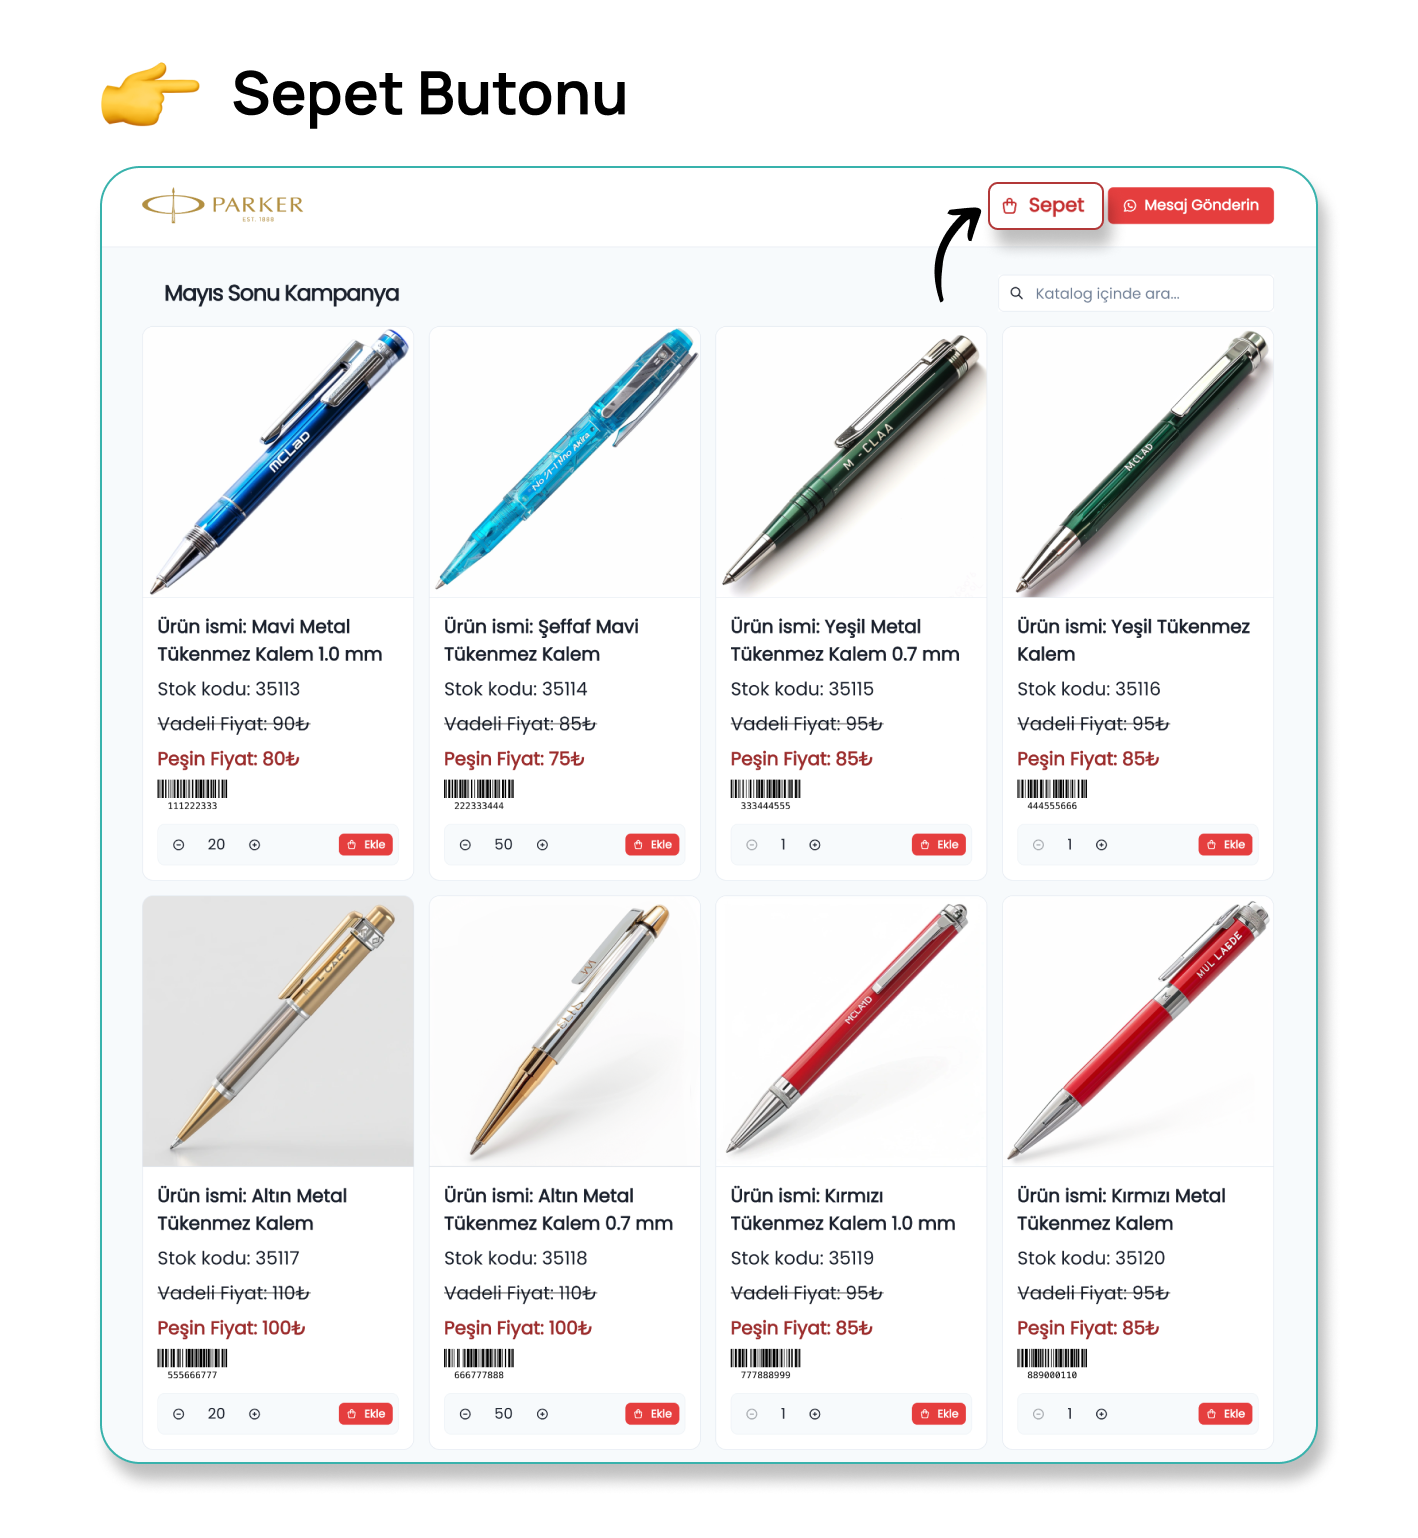 Sepet Butonu
PARKER
EST. 1888
Sepet
Mesaj Gönderin
Mayıs Sonu Kampanya
Katalog içinde ara...
MCLAD
M - CLAA
MCLAD
Ürün ismi: Mavi Metal
Tükenmez Kalem 1.0 mm
Stok kodu: 35113
Vadeli Fiyat: 90₺
Peşin Fiyat: 80₺
111222333
20
Ekle
Ürün ismi: Şeffaf Mavi
Tükenmez Kalem
Stok kodu: 35114
Vadeli Fiyat: 85₺
Peşin Fiyat: 75₺
222333444
50
Ekle
Ürün ismi: Yeşil Metal
Tükenmez Kalem 0.7 mm
Stok kodu: 35115
Vadeli Fiyat: 95₺
Peşin Fiyat: 85₺
333444555
1
Ekle
Ürün ismi: Yeşil Tükenmez
Kalem
Stok kodu: 35116
Vadeli Fiyat: 95₺
Peşin Fiyat: 85₺
444555666
1
Ekle
MUL LAEDE
Ürün ismi: Altın Metal
Tükenmez Kalem
Stok kodu: 35117
Vadeli Fiyat: 110₺
Peşin Fiyat: 100₺
555666777
20
Ekle
Ürün ismi: Altın Metal
Tükenmez Kalem 0.7 mm
Stok kodu: 35118
Vadeli Fiyat: 110₺
Peşin Fiyat: 100₺
666777888
50
Ekle
Ürün ismi: Kırmızı
Tükenmez Kalem 1.0 mm
Stok kodu: 35119
Vadeli Fiyat: 95₺
Peşin Fiyat: 85₺
777888999
1
Ekle
Ürün ismi: Kırmızı Metal
Tükenmez Kalem
Stok kodu: 35120
Vadeli Fiyat: 95₺
Peşin Fiyat: 85₺
889000110
1
Ekle